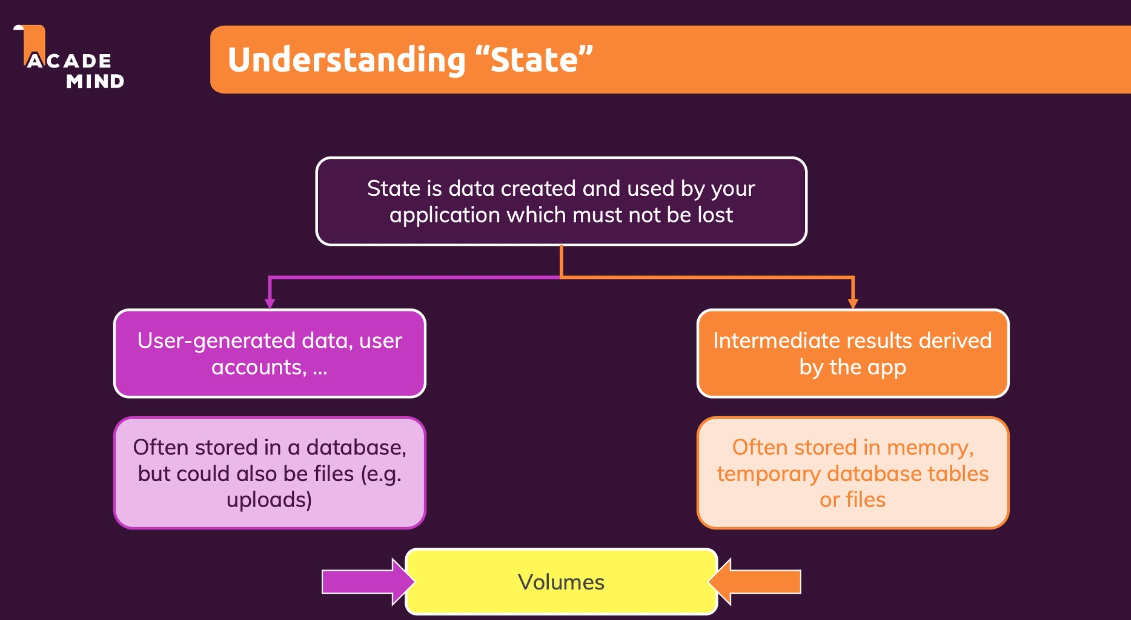 ACADE
MIND
Understanding “State”
State is data created and used by your
application which must not be lost
User-generated data, user
accounts, ...
Intermediate results derived
by the app
Often stored in a database,
but could also be files (e.g.
uploads)
Often stored in memory,
temporary database tables
or files
Volumes